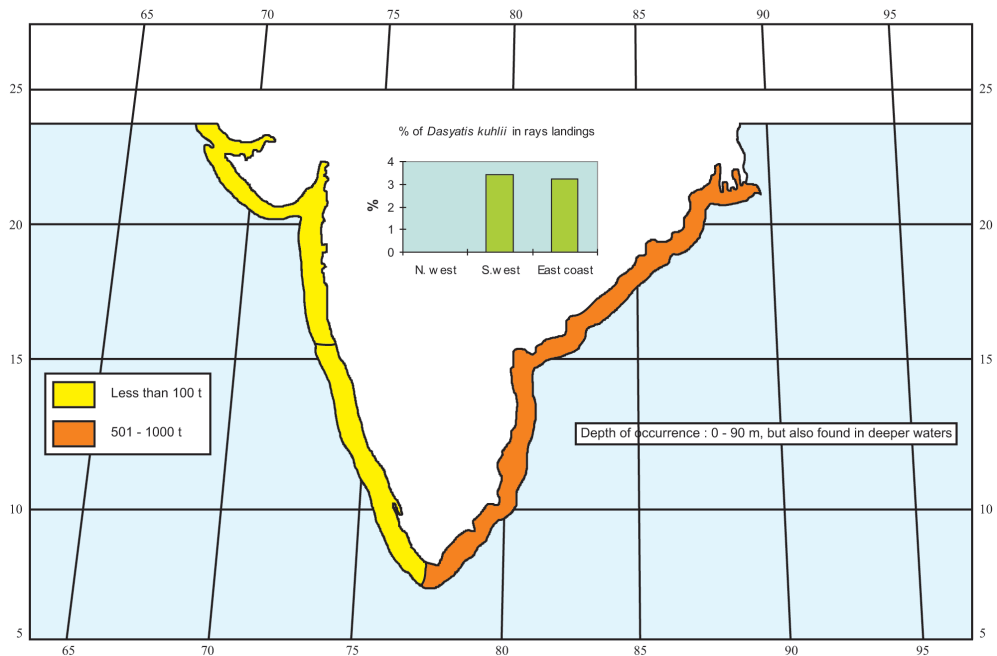 65 70 75 80 85 90 95
25 25
% of Dasyatis kuhlii in rays landings
4
3
2
1
0
%
N. west S.west East coast
20 20
15 15
Less than 100 t
501 - 1000 t
Depth of occurrence : 0 - 90 m, but also found in deeper waters
10 10
5 5
65 70 75 80 85 90 95